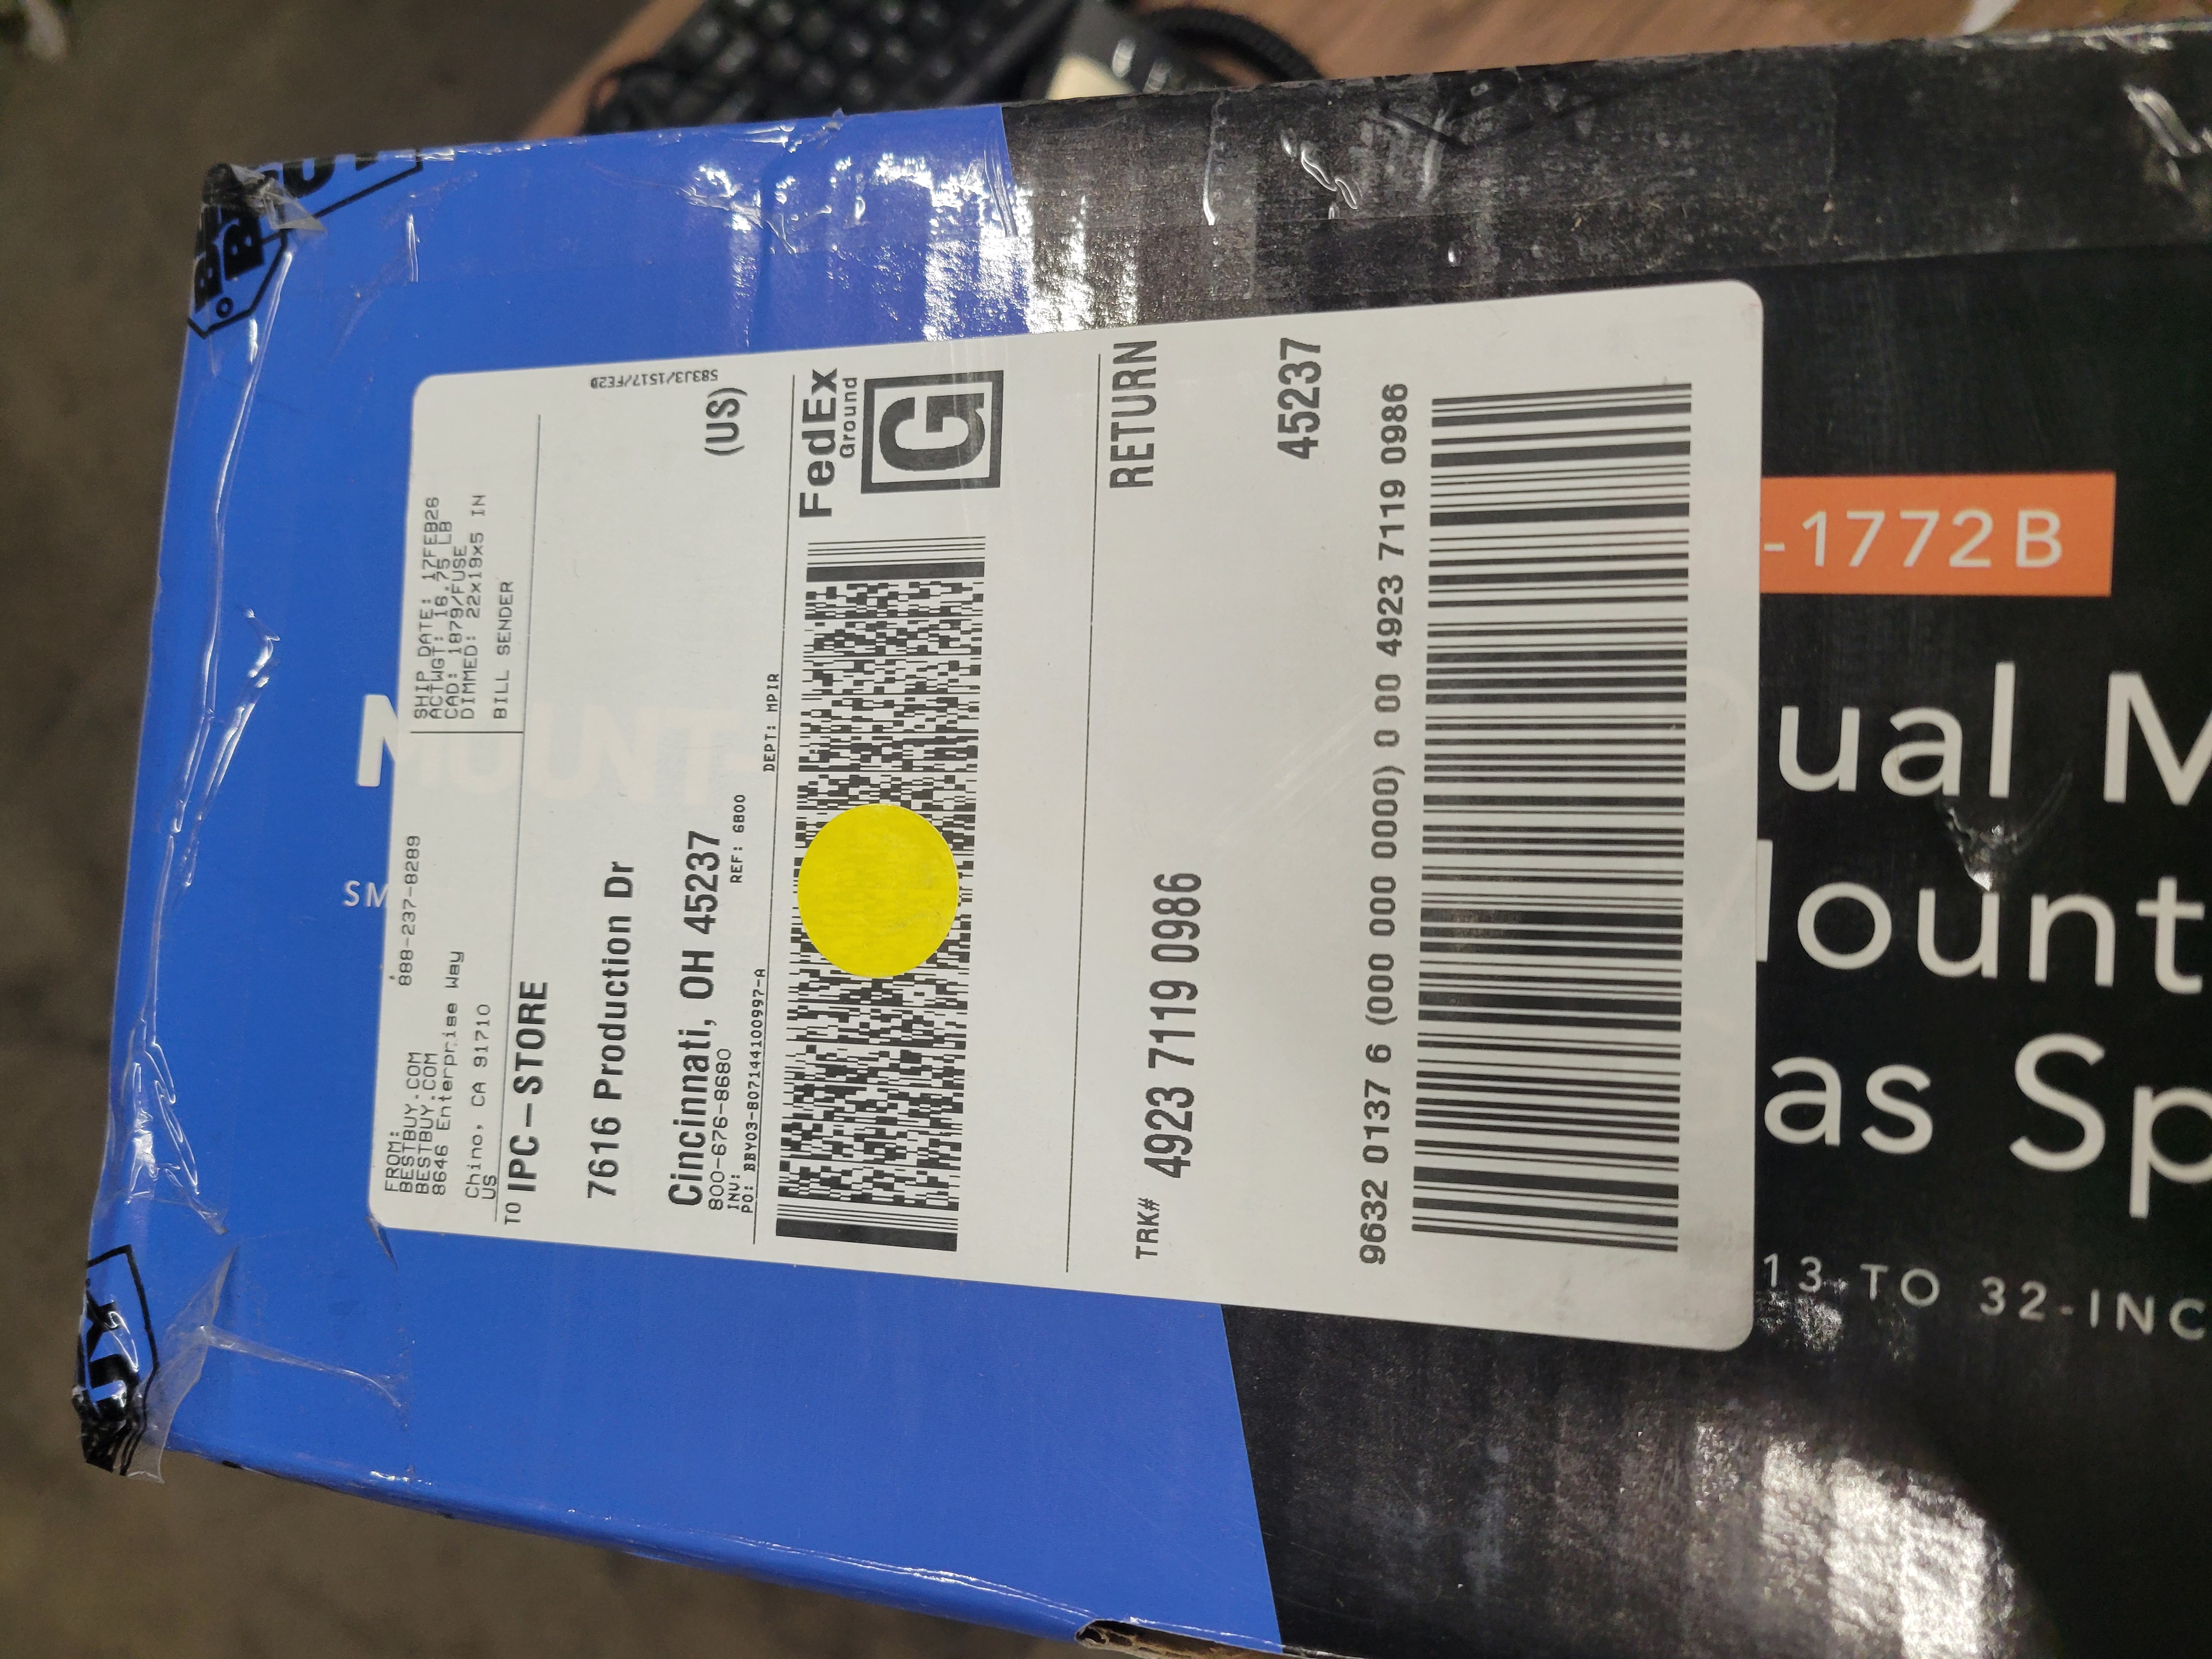 FROM:
BESTBUY.COM
BESTBUY.COM
8646 Enterprise Way
888-237-8289
Chino, CA 91710
US
SHIP DATE: 17FEB26
ACTWGT: 16.75 LB
CAD: 1879/FUSE
DIMMED: 22x19x5 IN
BILL SENDER
TO IPC-STORE
7616 Production Dr
Cincinnati, OH 45237
(US)
800-676-8680
INV:
REF: 6800
PO: BBY03-807144100997-A
DEPT: MPIR
583J3/1517/FE2D
FedEx
Ground
G
RETURN
TRK# 4923 7119 0986
45237
9632 0137 6 (000 000 0000) 0 00 4923 7119 0986
MOUNT-
SM
-1772B
ual M
ount
as Sp
13-TO 32-INC